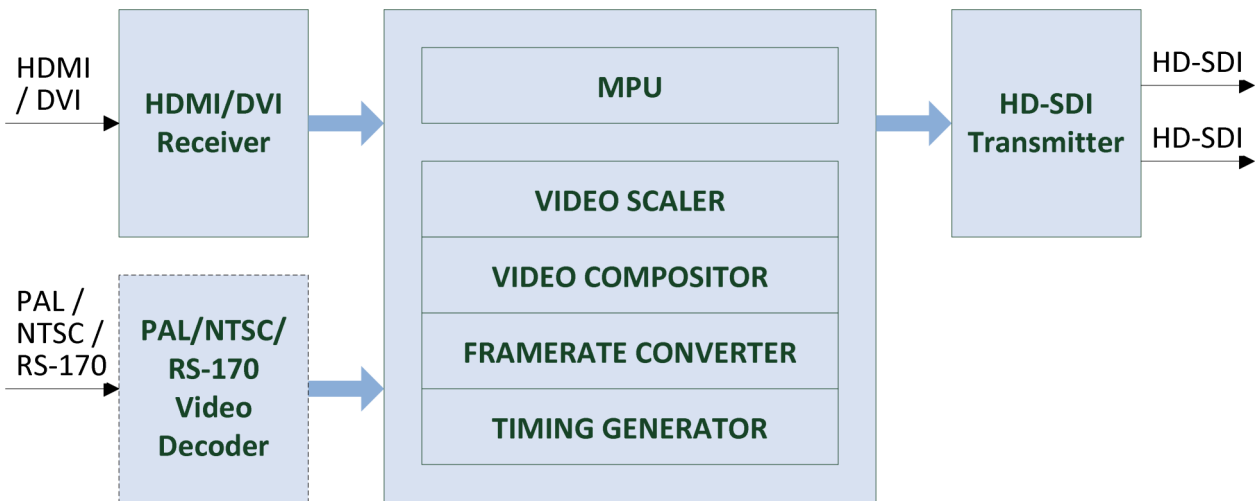 HDMI
/ DVI
HDMI/DVI
Receiver
PAL /
NTSC /
RS-170
PAL/NTSC/
RS-170
Video
Decoder
MPU
VIDEO SCALER
VIDEO COMPOSITOR
FRAMERATE CONVERTER
TIMING GENERATOR
HD-SDI
Transmitter
HD-SDI
HD-SDI